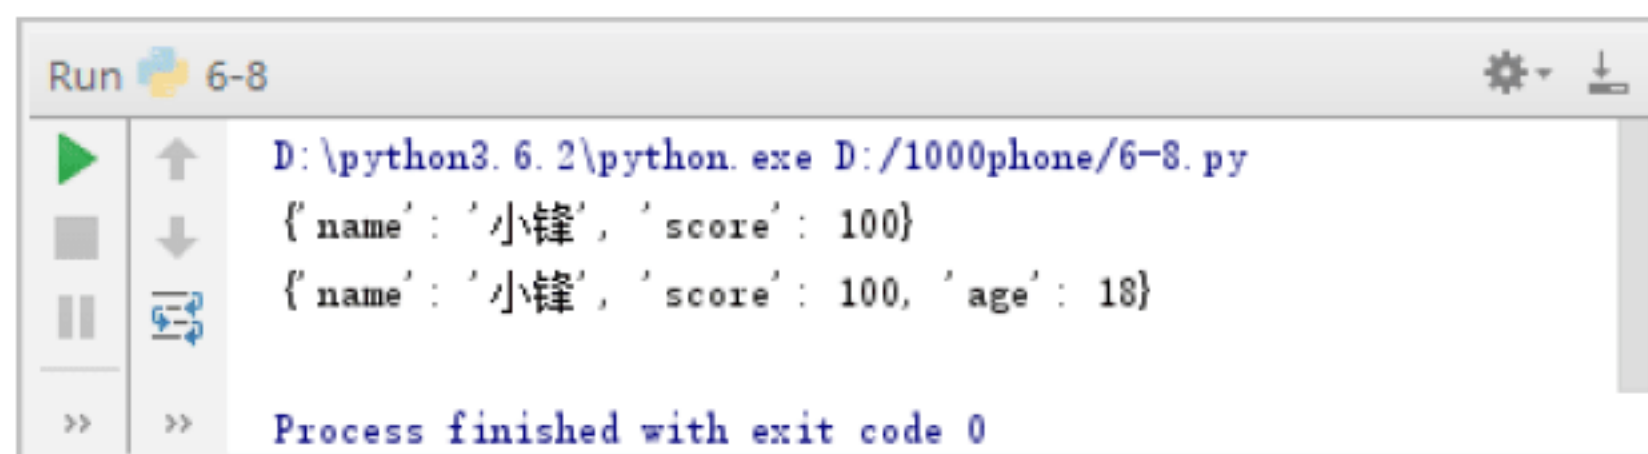 Run 6-8
D:\python3.6.2\python.exe D:/1000phone/6-8.py
{'name': '小锋', 'score': 100}
{'name': '小锋', 'score': 100, 'age': 18}
Process finished with exit code 0